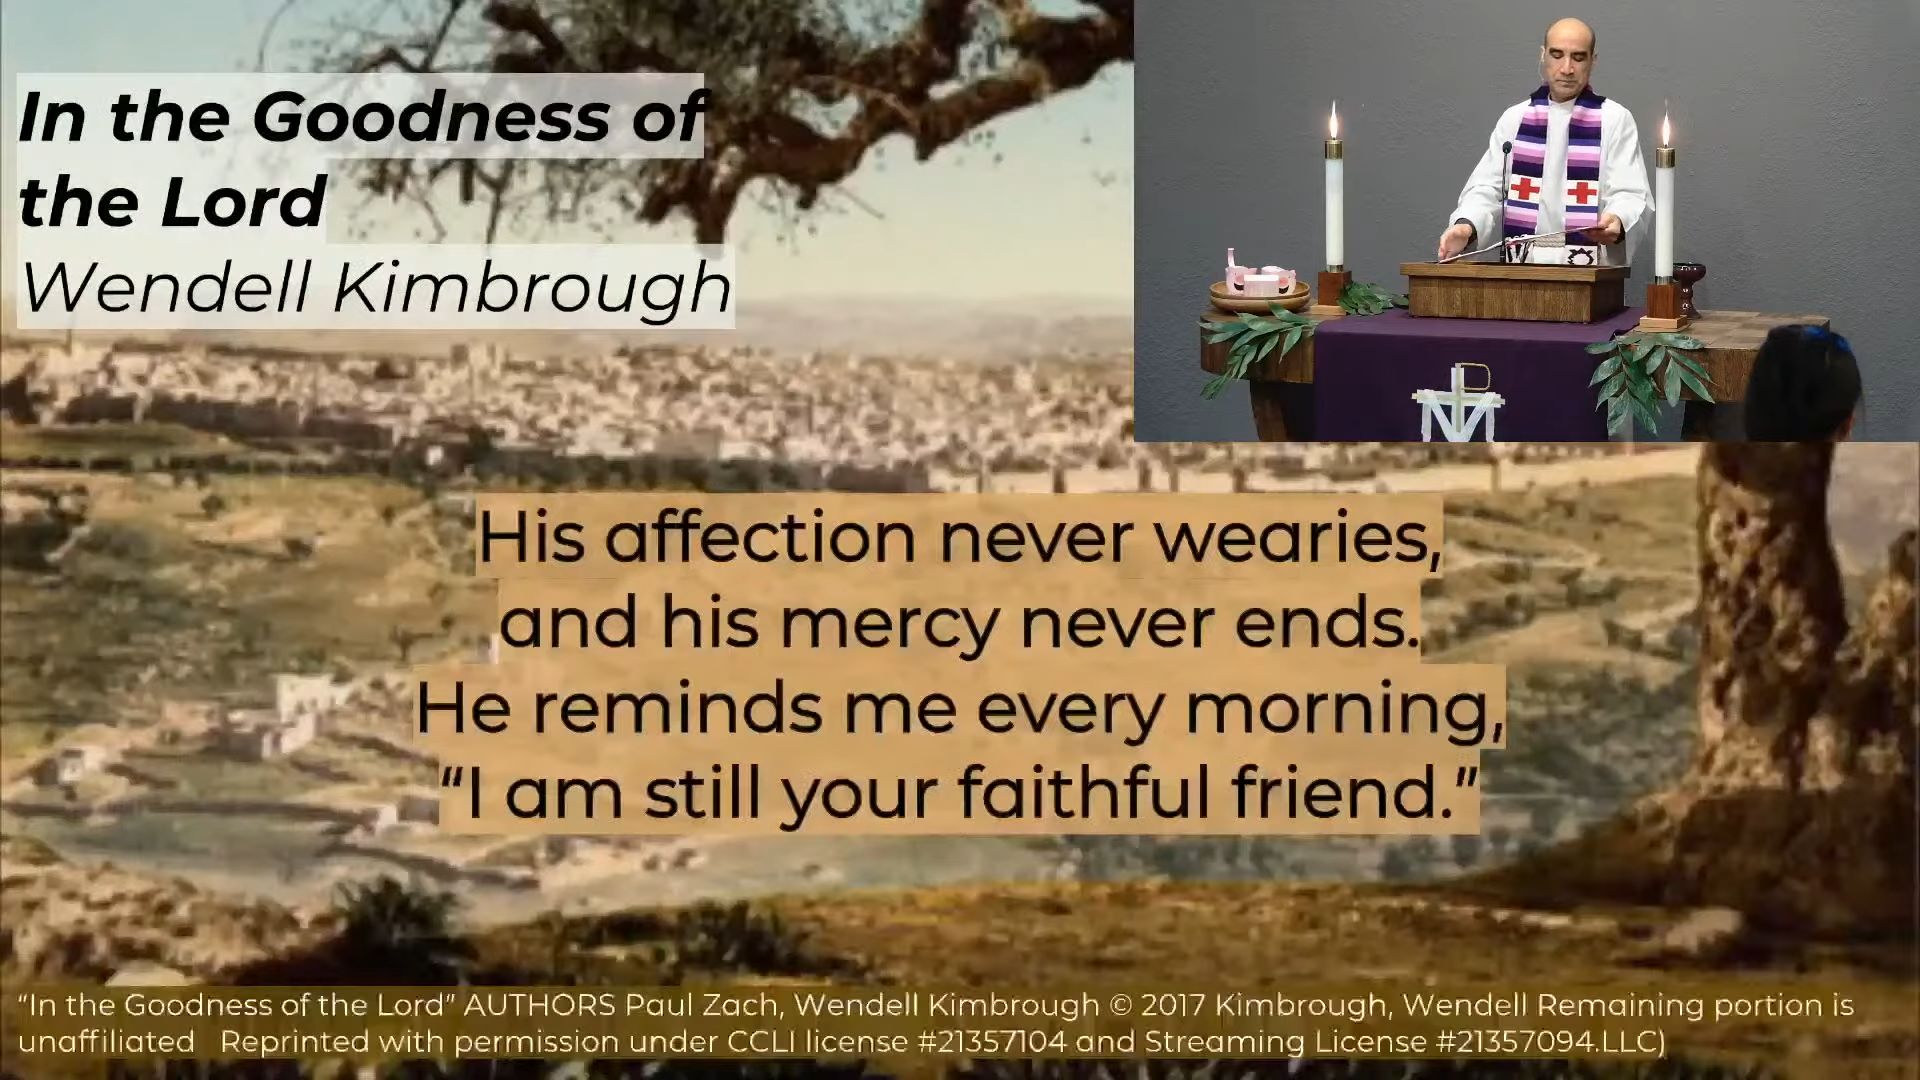 In the Goodness of
the Lord
Wendell Kimbrough
His affection never wearies,
and his mercy never ends.
He reminds me every morning,
“I am still your faithful friend.”
“In the Goodness of the Lord” AUTHORS Paul Zach, Wendell Kimbrough © 2017 Kimbrough, Wendell Remaining portion is
unaffiliated Reprinted with permission under CCLI license #21357104 and Streaming License #21357094.LLC)